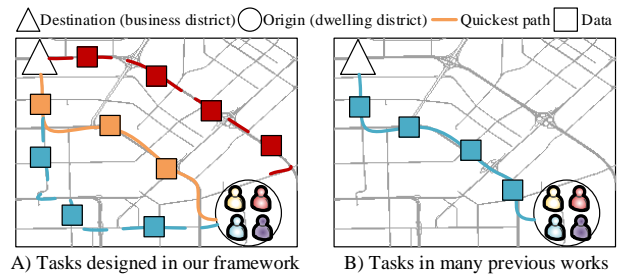 Destination (business district) Origin (dwelling district) Quickest path Data
A) Tasks designed in our framework B) Tasks in many previous works